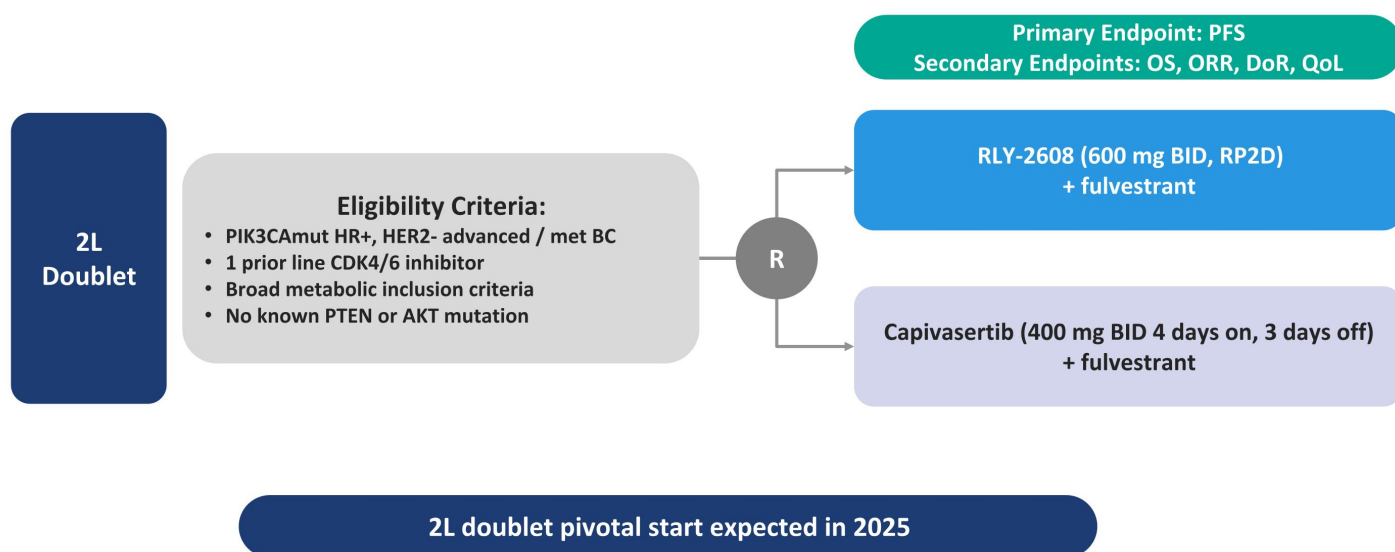 Primary Endpoint: PFS
Secondary Endpoints: OS, ORR, DoR, QoL
2L
Doublet
Eligibility Criteria:
• PIK3CAmut HR+, HER2- advanced / met BC
• 1 prior line CDK4/6 inhibitor
• Broad metabolic inclusion criteria
• No known PTEN or AKT mutation
R
RLY-2608 (600 mg BID, RP2D)
+ fulvestrant
Capivasertib (400 mg BID 4 days on, 3 days off)
+ fulvestrant
2L doublet pivotal start expected in 2025